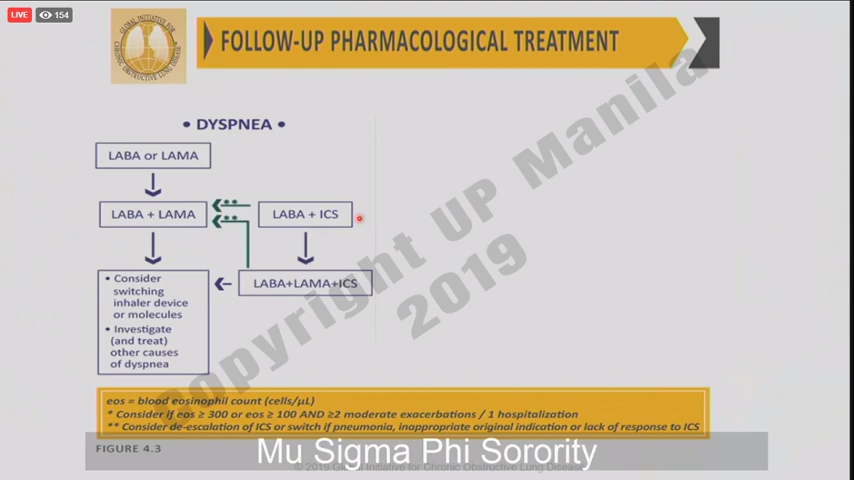 LIVE 154
GLOBAL INITIATIVE FOR CHRONIC OBSTRUCTIVE LUNG DISEASE
FOLLOW-UP PHARMACOLOGICAL TREATMENT
• DYSPNEA •
LABA or LAMA
LABA + LAMA
**
**
LABA + ICS
• Consider
switching
inhaler device
or molecules
• Investigate
(and treat)
other causes
of dyspnea
LABA+LAMA+ICS
Copyright UP Manila
2019
eos = blood eosinophil count (cells/µL)
* Consider if eos ≥ 300 or eos ≥ 100 AND ≥2 moderate exacerbations / 1 hospitalization
** Consider de-escalation of ICS or switch if pneumonia, inappropriate original indication or lack of response to ICS
FIGURE 4.3
Mu Sigma Phi Sorority
© 2019 Global Initiative for Chronic Obstructive Lung Disease